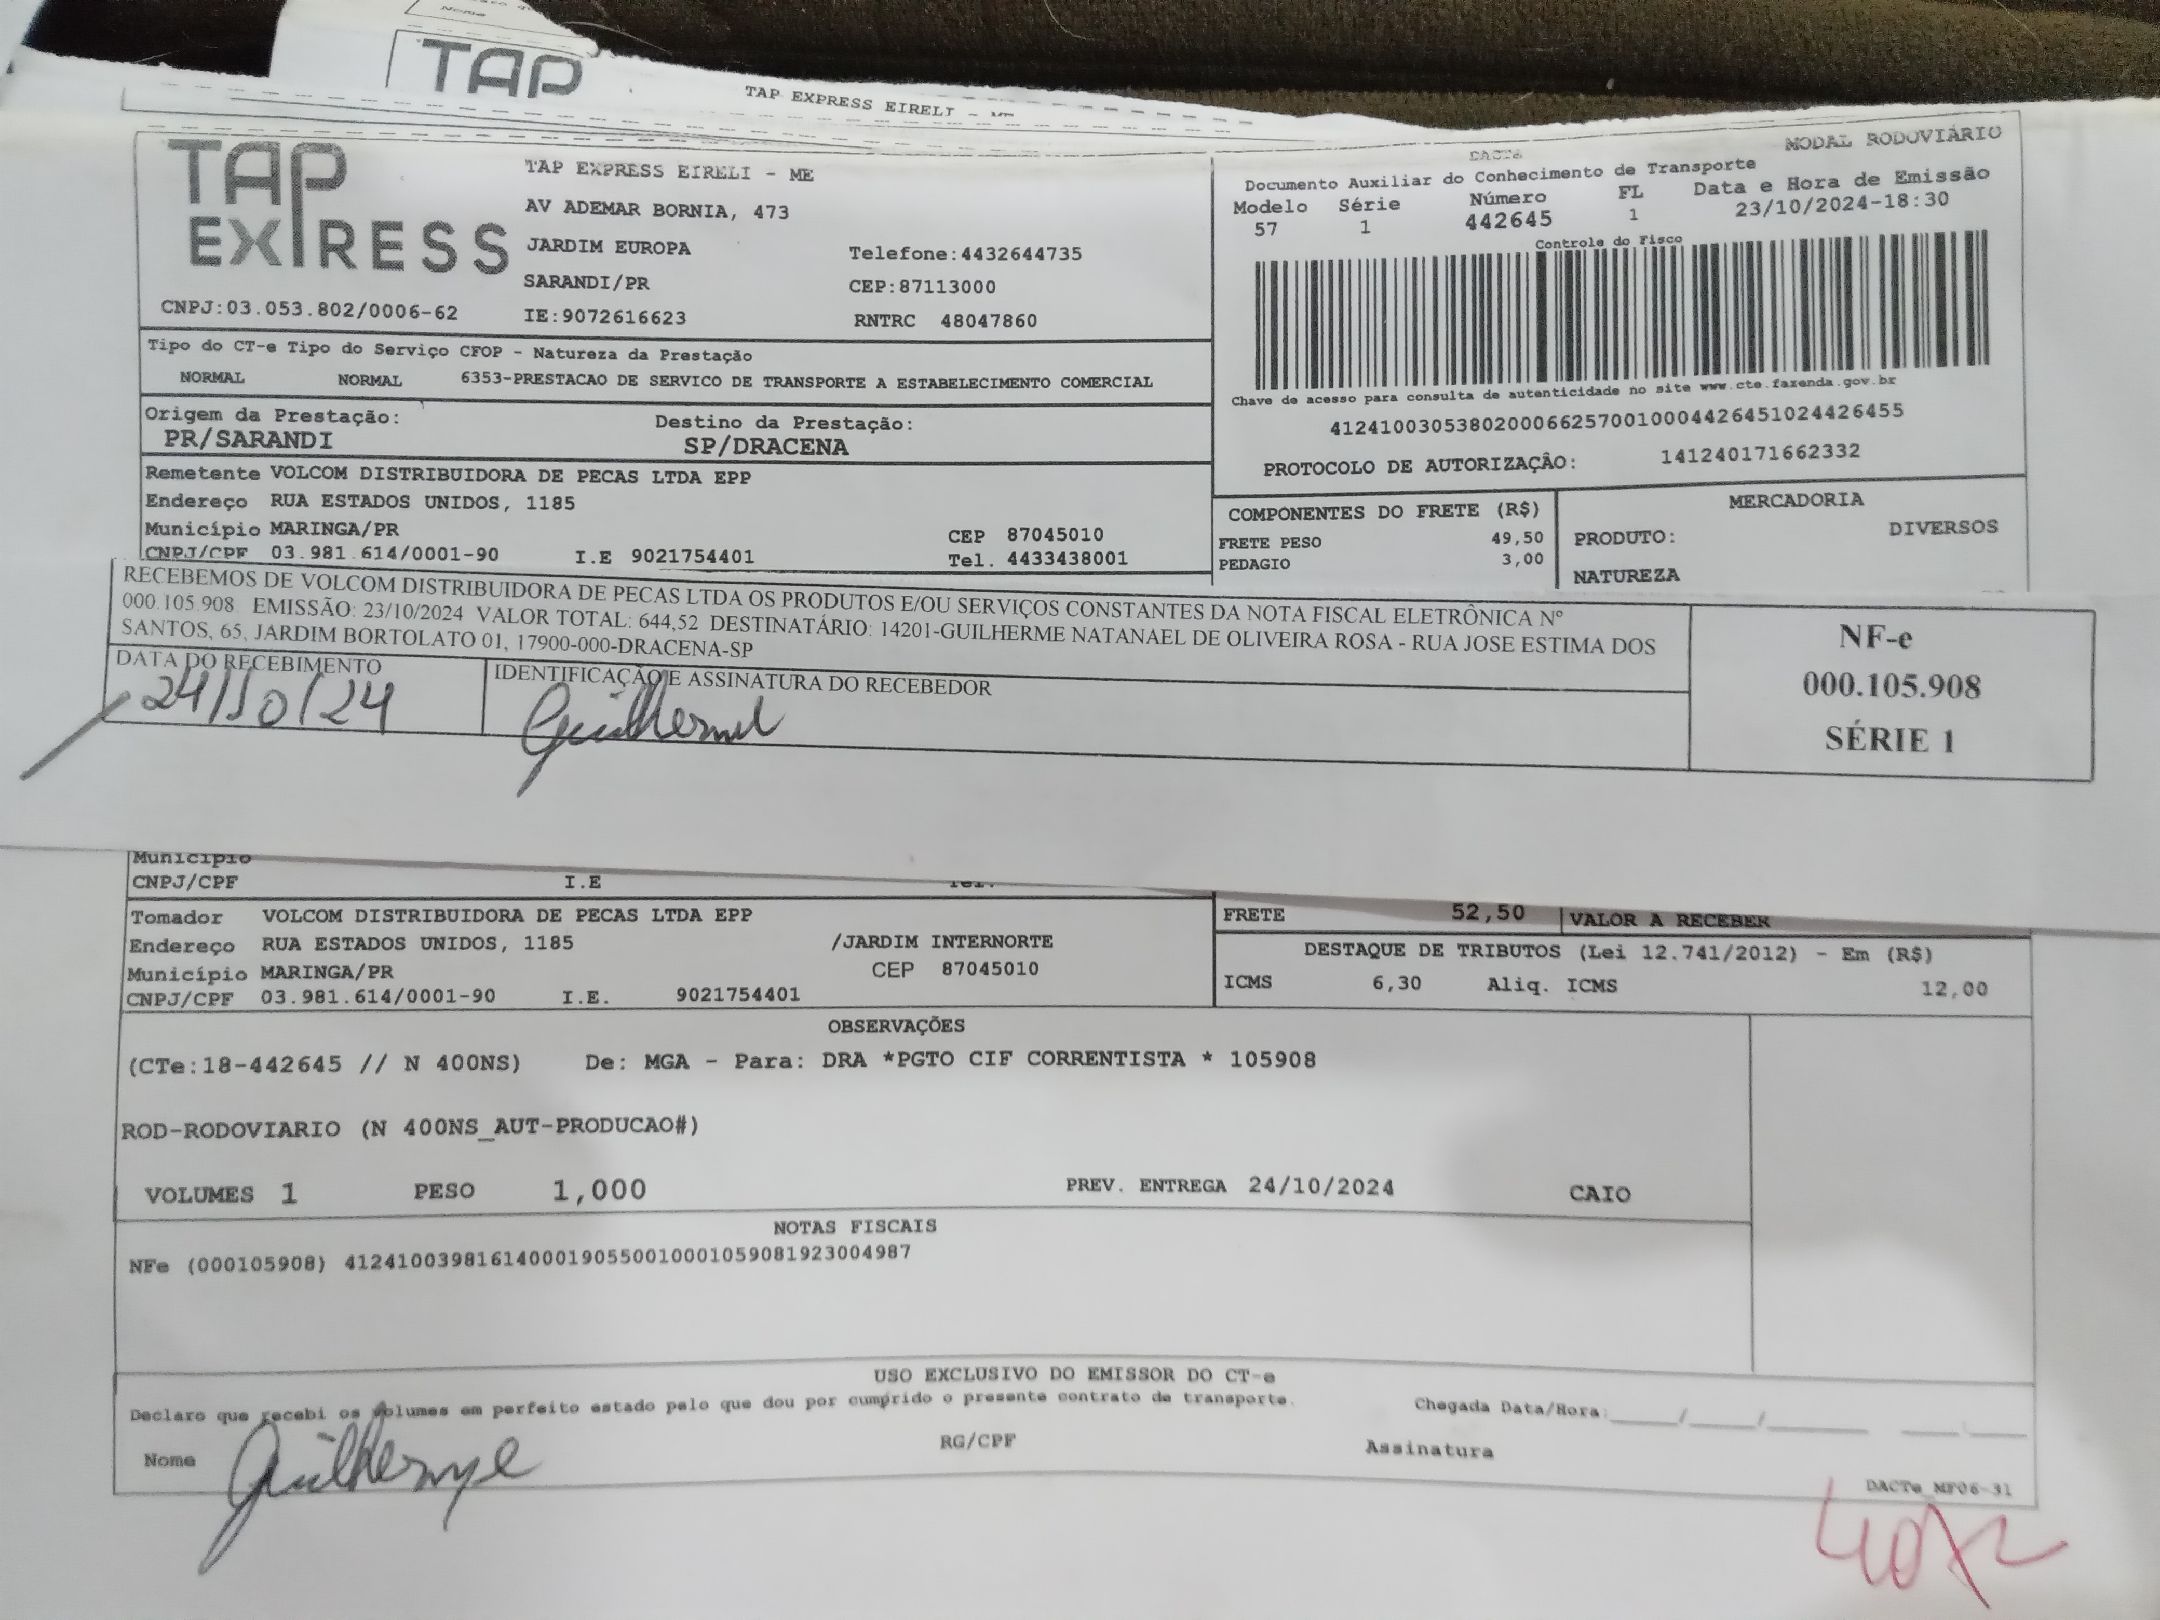 Nome
TAP
TAP EXPRESS EIRELI - ME
TAP
EXPRESS
TAP EXPRESS EIRELI - ME
AV ADEMAR BORNIA, 473
JARDIM EUROPA
Telefone:4432644735
SARANDI/PR
CEP:87113000
CNPJ:03.053.802/0006-62
IE:9072616623
RNTRC 48047860
MODAL RODOVIÁRIO
DACTE
Documento Auxiliar do Conhecimento de Transporte
Modelo Série Número FL Data e Hora de Emissão
57 1 442645 1 23/10/2024-18:30
Controle do Fisco
Chave de acesso para consulta de autenticidade no site www.cte.fazenda.gov.br
41241003053802000662570010004426451024426455
PROTOCOLO DE AUTORIZAÇÃO: 141240171662332
Tipo do CT-e Tipo do Serviço CFOP - Natureza da Prestação
NORMAL NORMAL 6353-PRESTACAO DE SERVICO DE TRANSPORTE A ESTABELECIMENTO COMERCIAL
Origem da Prestação: Destino da Prestação:
PR/SARANDI SP/DRACENA
Remetente VOLCOM DISTRIBUIDORA DE PECAS LTDA EPP
Endereço RUA ESTADOS UNIDOS, 1185
Município MARINGA/PR CEP 87045010
CNPJ/CPF 03.981.614/0001-90 I.E 9021754401 Tel. 4433438001
COMPONENTES DO FRETE (R$)
FRETE PESO 49,50
PEDAGIO 3,00
MERCADORIA
PRODUTO: DIVERSOS
NATUREZA
RECEBEMOS DE VOLCOM DISTRIBUIDORA DE PECAS LTDA OS PRODUTOS E/OU SERVIÇOS CONSTANTES DA NOTA FISCAL ELETRÔNICA Nº
000.105.908 EMISSÃO: 23/10/2024 VALOR TOTAL: 644,52 DESTINATÁRIO: 14201-GUILHERME NATANAEL DE OLIVEIRA ROSA - RUA JOSE ESTIMA DOS
SANTOS, 65, JARDIM BORTOLATO 01, 17900-000-DRACENA-SP
DATA DO RECEBIMENTO
24/10/24
IDENTIFICAÇÃO E ASSINATURA DO RECEBEDOR
Guilherme
NF-e
000.105.908
SÉRIE 1
Município
CNPJ/CPF I.E Tel.
Tomador VOLCOM DISTRIBUIDORA DE PECAS LTDA EPP
Endereço RUA ESTADOS UNIDOS, 1185 /JARDIM INTERNORTE
Município MARINGA/PR CEP 87045010
CNPJ/CPF 03.981.614/0001-90 I.E. 9021754401
FRETE 52,50 VALOR A RECEBER
DESTAQUE DE TRIBUTOS (Lei 12.741/2012) - Em (R$)
ICMS 6,30 Aliq. ICMS 12,00
OBSERVAÇÕES
(CTe:18-442645 // N 400NS) De: MGA - Para: DRA *PGTO CIF CORRENTISTA * 105908
ROD-RODOVIARIO (N 400NS_AUT-PRODUCAO#)
VOLUMES 1 PESO 1,000 PREV. ENTREGA 24/10/2024 CAIO
NOTAS FISCAIS
NFe (000105908) 41241003981614000190550010001059081923004987
USO EXCLUSIVO DO EMISSOR DO CT-e
Declaro que recebi os volumes em perfeito estado pelo que dou por cumprido o presente contrato de transporte.
Chegada Data/Hora:____/____/____ __:__
Nome Guilherme RG/CPF Assinatura
DACTe_MF06-31